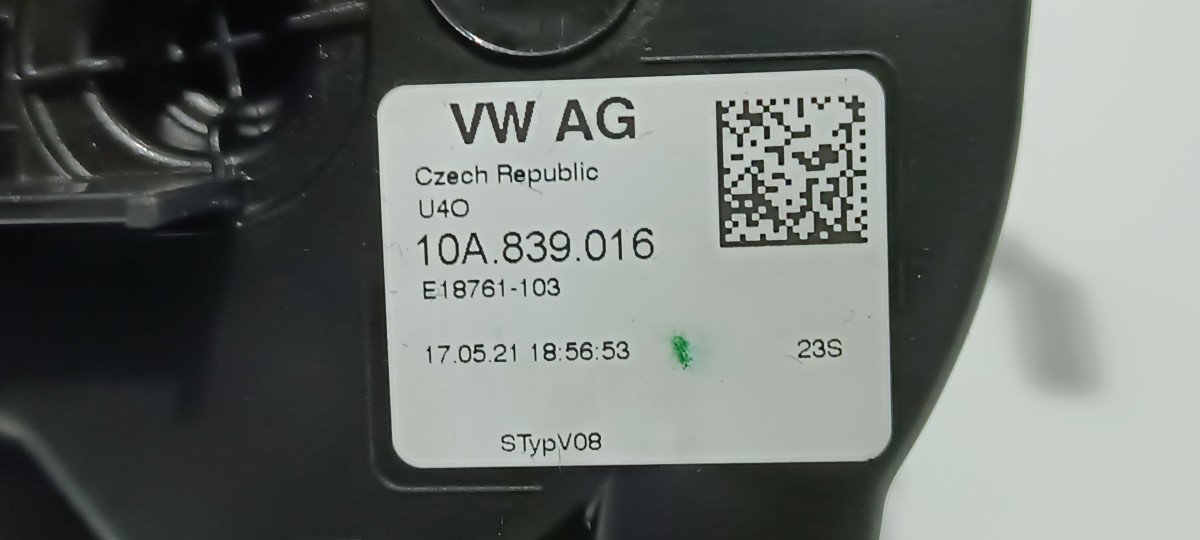 VW AG
Czech Republic
U4O
10A.839.016
E18761-103
17.05.21 18:56:53
23S
STypV08